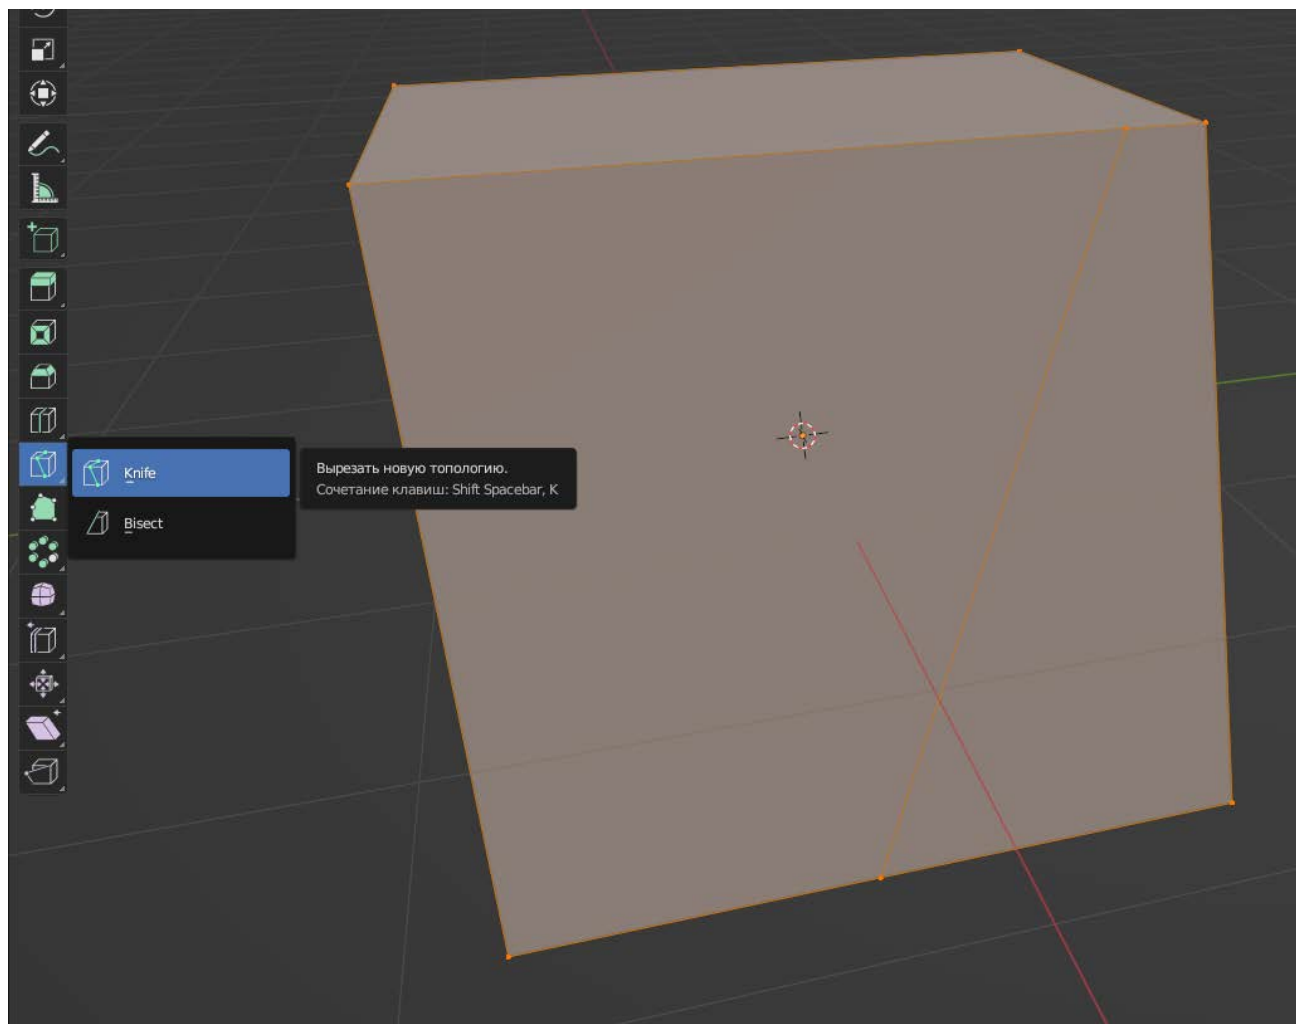 Knife
Вырезать новую топологию.
Сочетание клавиш: Shift Spacebar, K
Bisect